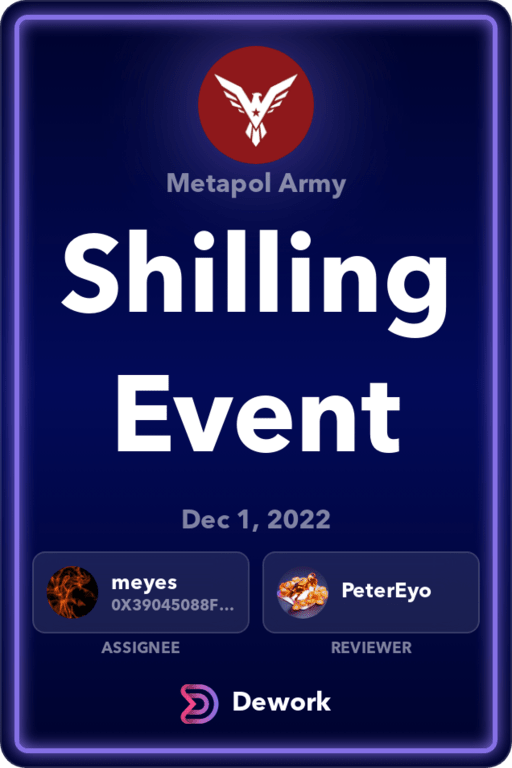 Metapol Army
Shilling
Event
Dec 1, 2022
meyes
0X39045088F...
ASSIGNEE
PeterEyo
REVIEWER
Dework